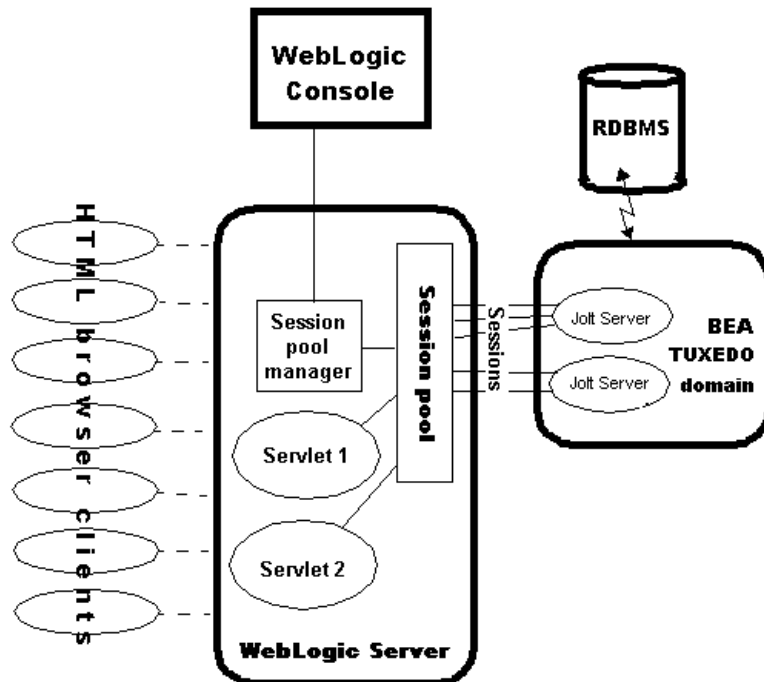 WebLogic
Console
RDBMS
HTML browser clients
Session
pool
manager
Session pool
Sessions
Jolt Server
Jolt Server
BEA
TUXEDO
domain
Servlet 1
Servlet 2
WebLogic Server